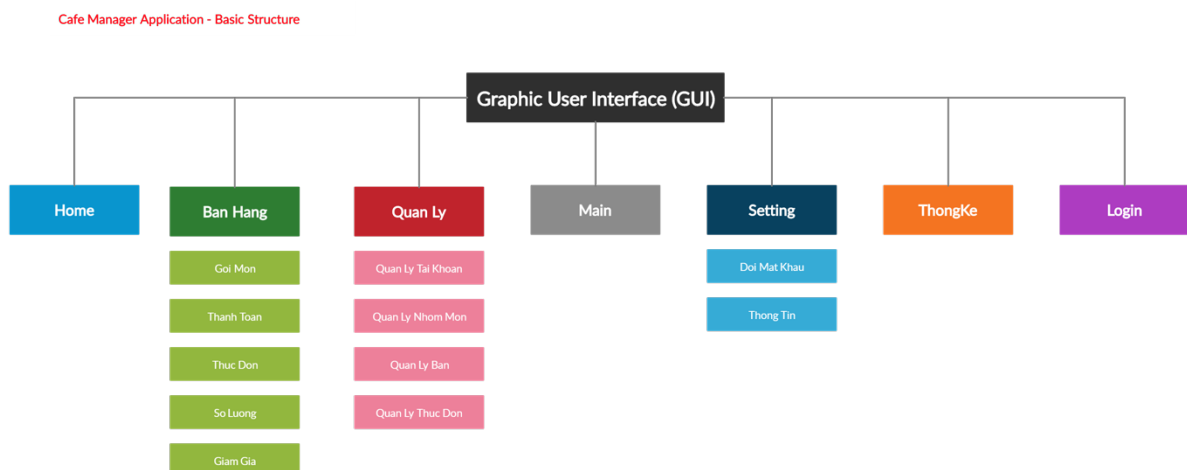 Cafe Manager Application - Basic Structure
Graphic User Interface (GUI)
Home
Ban Hang
Quan Ly
Main
Setting
ThongKe
Login
Goi Mon
Thanh Toan
Thuc Don
So Luong
Giam Gia
Quan Ly Tai Khoan
Quan Ly Nhom Mon
Quan Ly Ban
Quan Ly Thuc Don
Doi Mat Khau
Thong Tin